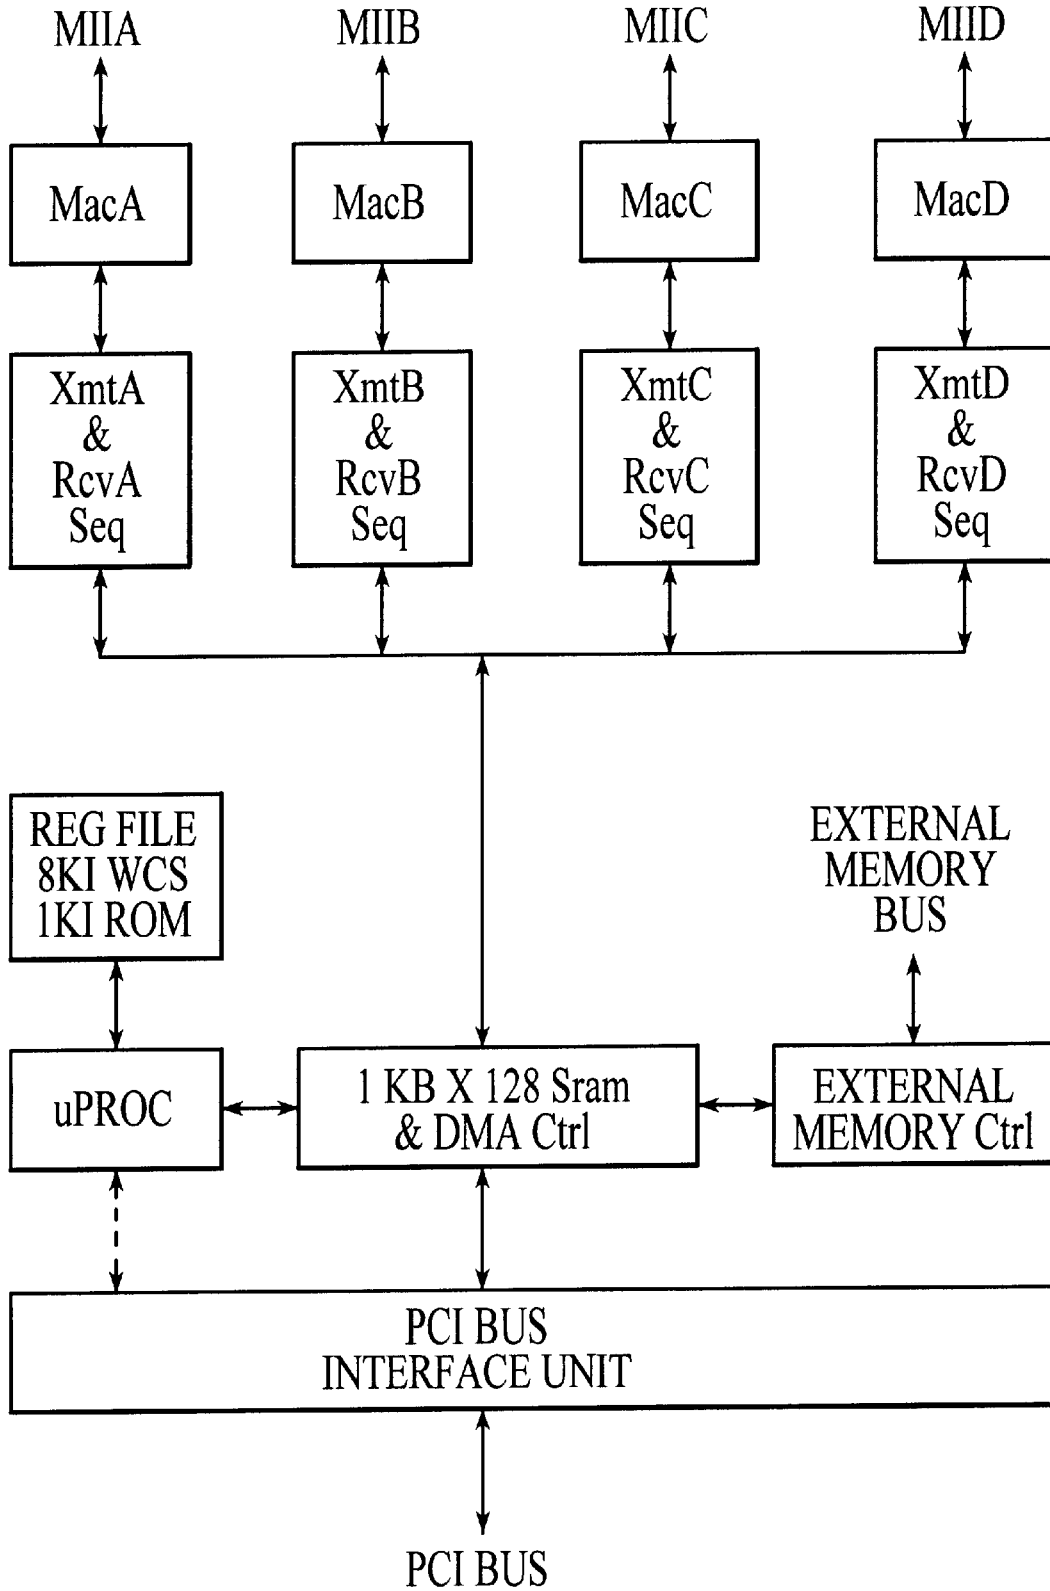 MIIA
MIIB
MIIC
MIID
MacA
MacB
MacC
MacD
XmtA
&
RcvA
Seq
XmtB
&
RcvB
Seq
XmtC
&
RcvC
Seq
XmtD
&
RcvD
Seq
REG FILE
8KI WCS
1KI ROM
EXTERNAL
MEMORY
BUS
uPROC
1 KB X 128 Sram
& DMA Ctrl
EXTERNAL
MEMORY Ctrl
PCI BUS
INTERFACE UNIT
PCI BUS